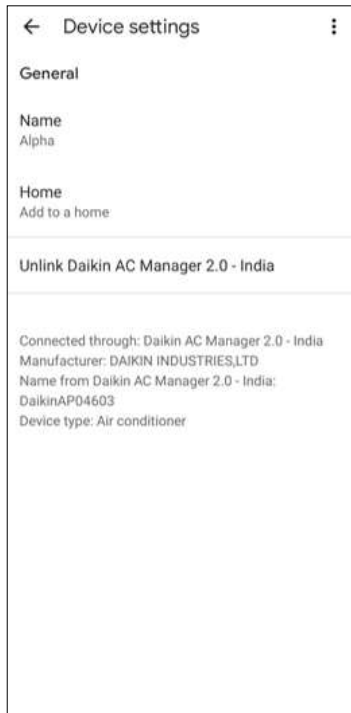 Device settings
General
Name
Alpha
Home
Add to a home
Unlink Daikin AC Manager 2.0 - India
Connected through: Daikin AC Manager 2.0 - India
Manufacturer: DAIKIN INDUSTRIES,LTD
Name from Daikin AC Manager 2.0 - India:
DaikinAP04603
Device type: Air conditioner